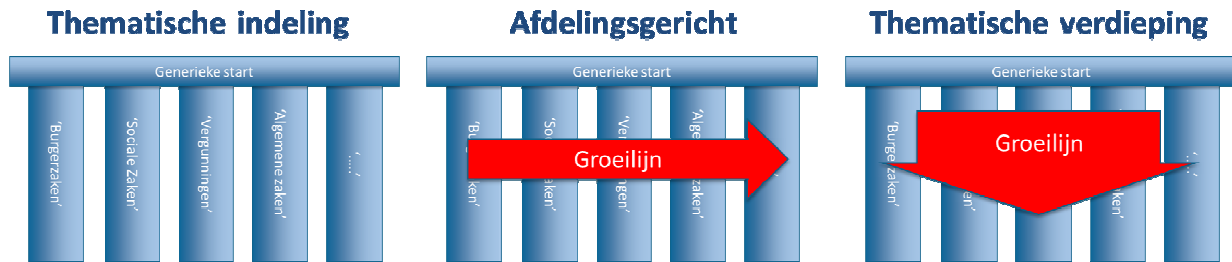 Thematische indeling
Generieke start
'Burgerzaken'
'Sociale Zaken'
'Vergunningen'
'Algemene zaken'
'.....'
Afdelingsgericht
Generieke start
Groeilijn
Thematische verdieping
Generieke start
Groeilijn
'.....'